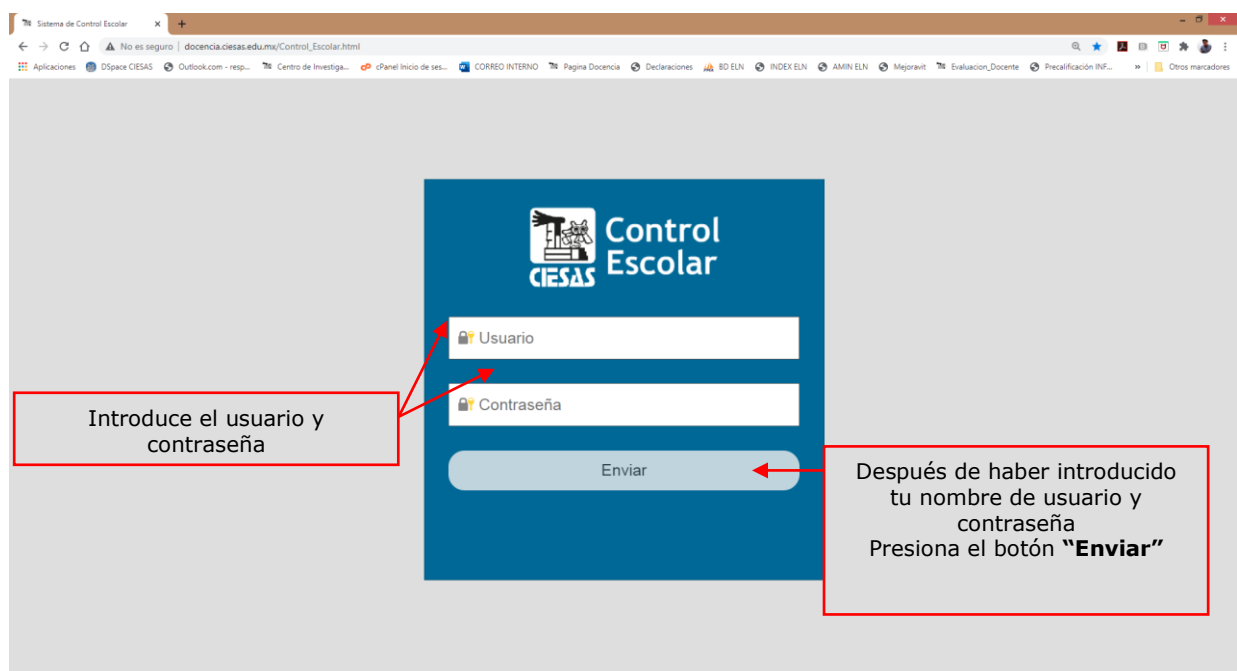 Sistema de Control Escolar
No es seguro | docencia.ciesas.edu.mx/Control_Escolar.html
Aplicaciones DSpace CIESAS Outlook.com - resp... Centro de Investiga... cPanel Inicio de ses... CORREO INTERNO Pagina Docencia Declaraciones BD ELN INDEX ELN AMIN ELN Mejoravit Evaluacion_Docente Precalificación INF... » Otros marcadores
Control
Escolar
CIESAS
Usuario
Contraseña
Introduce el usuario y
contraseña
Enviar
Después de haber introducido
tu nombre de usuario y
contraseña
Presiona el botón “Enviar”